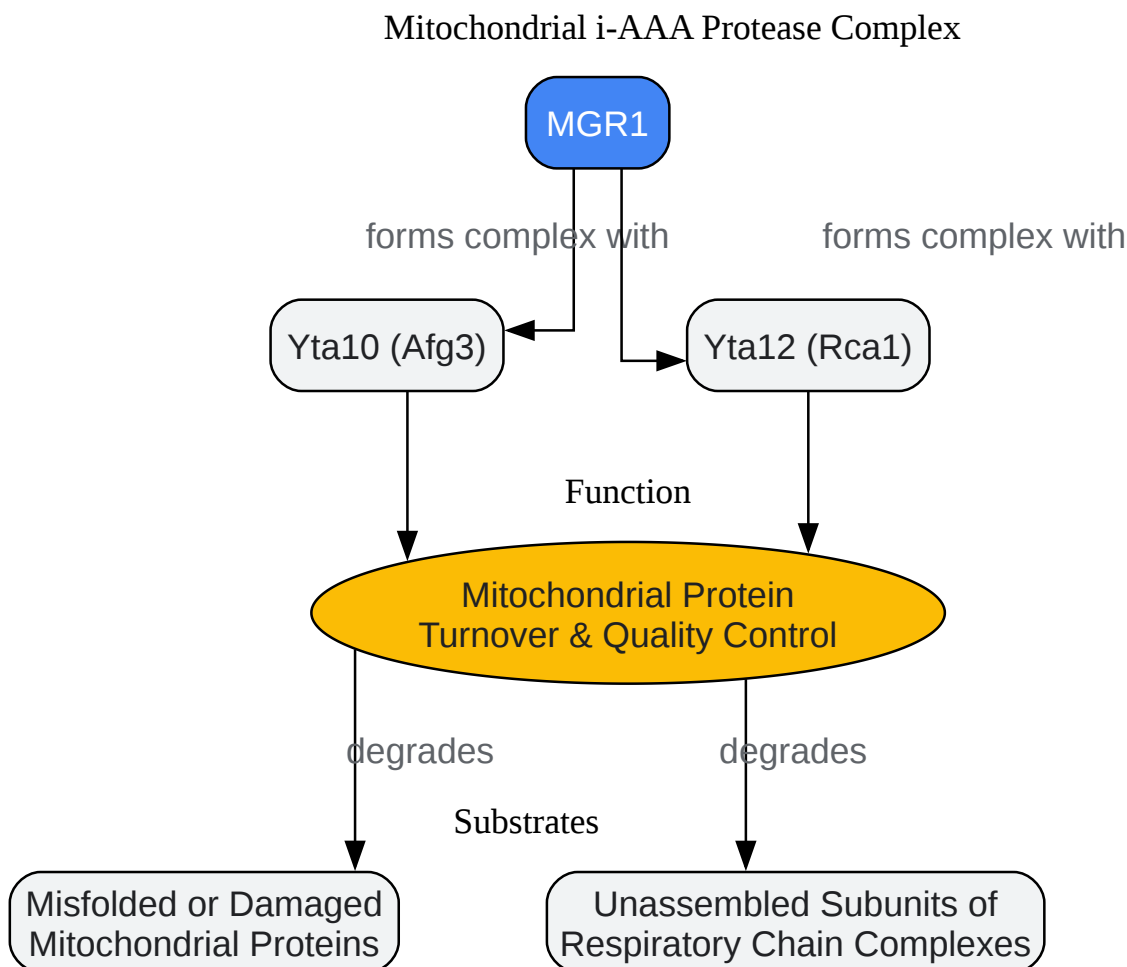 Mitochondrial i-AAA Protease Complex
MGR1
forms complex with
forms complex with
Yta10 (Afg3)
Yta12 (Rca1)
Function
Mitochondrial Protein
Turnover & Quality Control
degrades
degrades
Substrates
Misfolded or Damaged
Mitochondrial Proteins
Unassembled Subunits of
Respiratory Chain Complexes